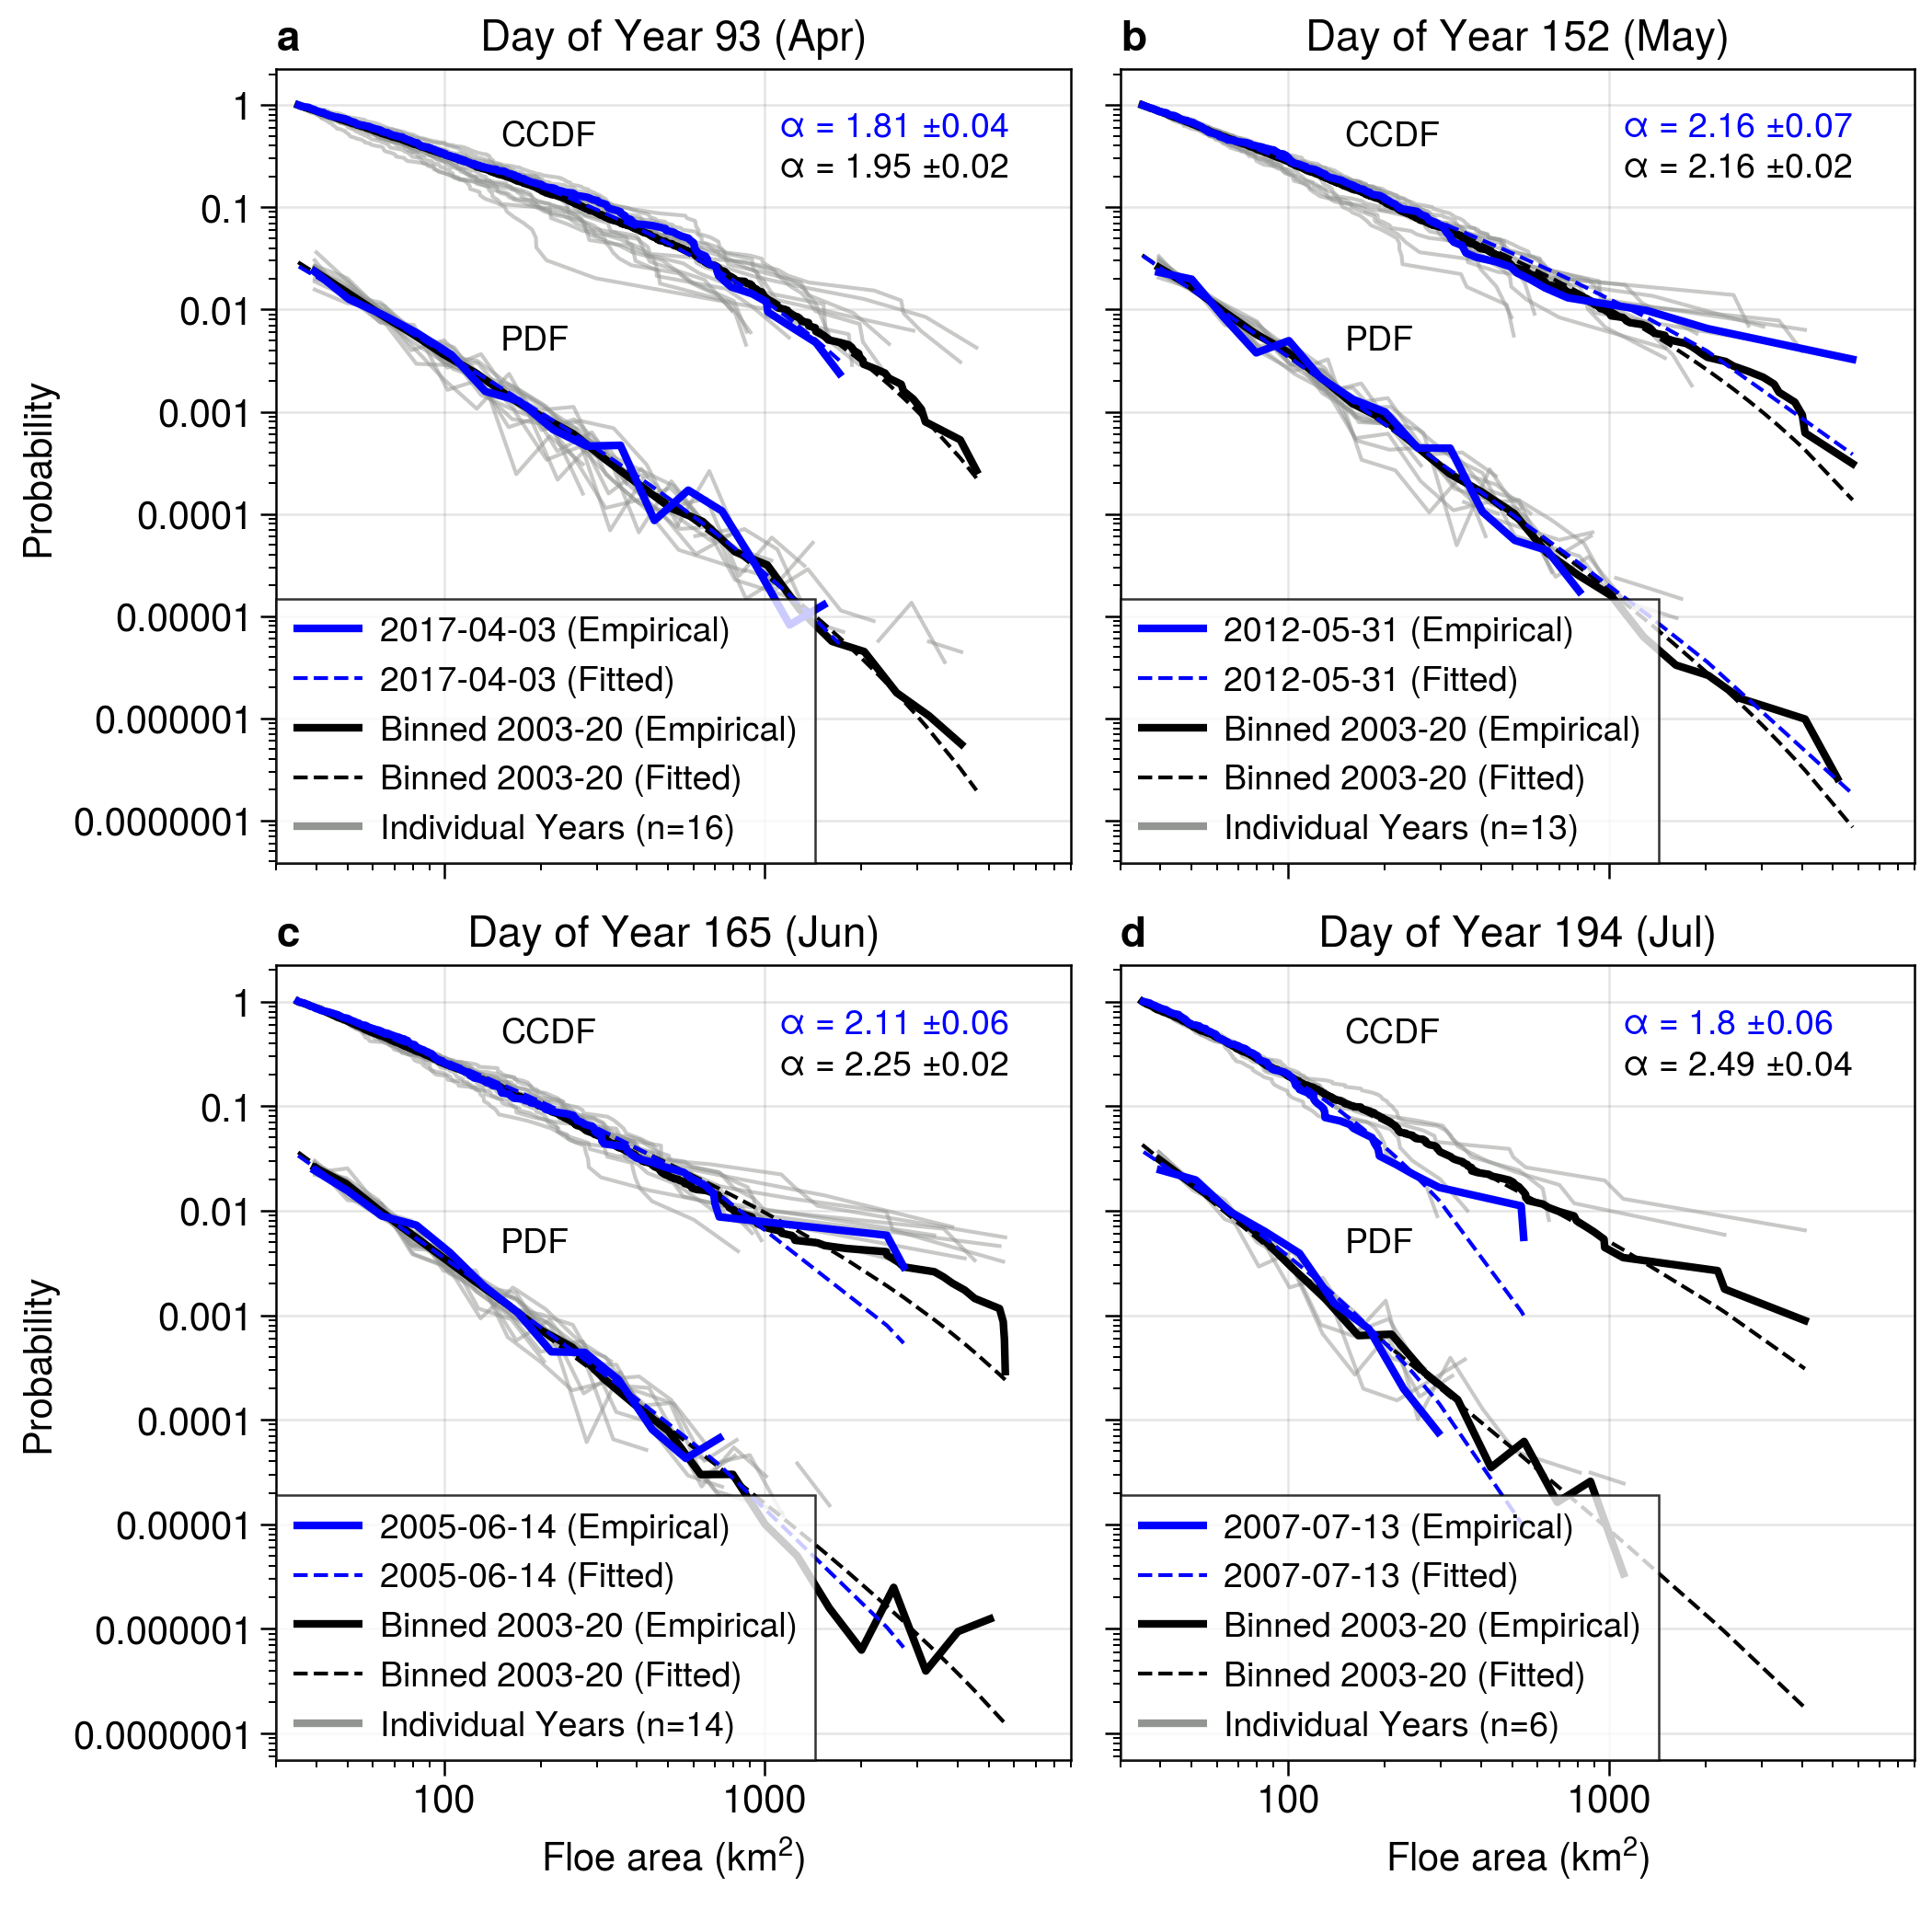 a Day of Year 93 (Apr)
Probability
1
0.1
0.01
0.001
0.0001
0.00001
0.000001
0.0000001
CCDF
PDF
α = 1.81 ±0.04
α = 1.95 ±0.02
2017-04-03 (Empirical)
2017-04-03 (Fitted)
Binned 2003-20 (Empirical)
Binned 2003-20 (Fitted)
Individual Years (n=16)
b Day of Year 152 (May)
CCDF
PDF
α = 2.16 ±0.07
α = 2.16 ±0.02
2012-05-31 (Empirical)
2012-05-31 (Fitted)
Binned 2003-20 (Empirical)
Binned 2003-20 (Fitted)
Individual Years (n=13)
c Day of Year 165 (Jun)
Probability
1
0.1
0.01
0.001
0.0001
0.00001
0.000001
0.0000001
CCDF
PDF
α = 2.11 ±0.06
α = 2.25 ±0.02
2005-06-14 (Empirical)
2005-06-14 (Fitted)
Binned 2003-20 (Empirical)
Binned 2003-20 (Fitted)
Individual Years (n=14)
100 1000
Floe area (km²)
d Day of Year 194 (Jul)
CCDF
PDF
α = 1.8 ±0.06
α = 2.49 ±0.04
2007-07-13 (Empirical)
2007-07-13 (Fitted)
Binned 2003-20 (Empirical)
Binned 2003-20 (Fitted)
Individual Years (n=6)
100 1000
Floe area (km²)